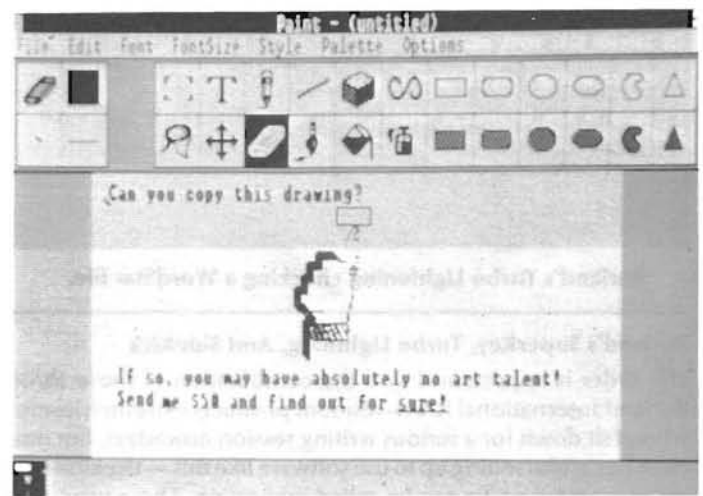 Paint - (untitled)
File Edit Font FontSize Style Palette Options
Can you copy this drawing?
If so, you may have absolutely no art talent!
Send me $50 and find out for sure!